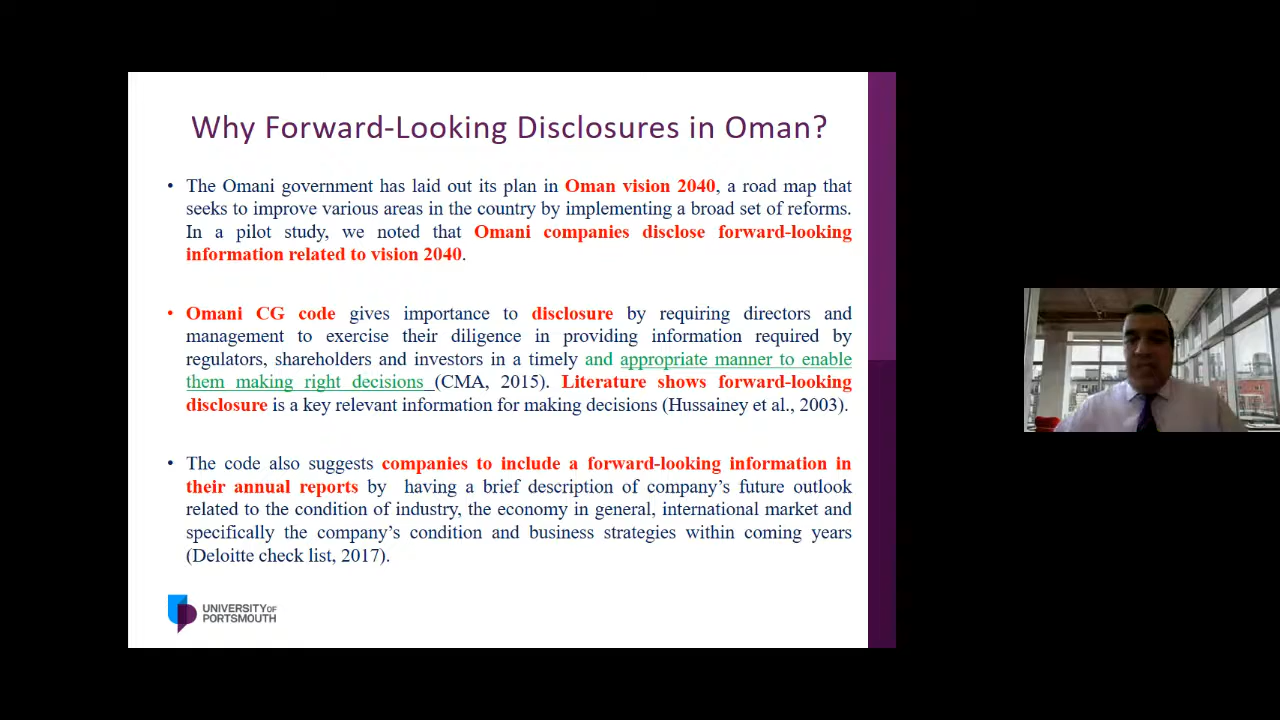 Why Forward-Looking Disclosures in Oman?
• The Omani government has laid out its plan in Oman vision 2040, a road map that
seeks to improve various areas in the country by implementing a broad set of reforms.
In a pilot study, we noted that Omani companies disclose forward-looking
information related to vision 2040.
• Omani CG code gives importance to disclosure by requiring directors and
management to exercise their diligence in providing information required by
regulators, shareholders and investors in a timely and appropriate manner to enable
them making right decisions (CMA, 2015). Literature shows forward-looking
disclosure is a key relevant information for making decisions (Hussainey et al., 2003).
• The code also suggests companies to include a forward-looking information in
their annual reports by having a brief description of company's future outlook
related to the condition of industry, the economy in general, international market and
specifically the company's condition and business strategies within coming years
(Deloitte check list, 2017).
UNIVERSITY OF
PORTSMOUTH